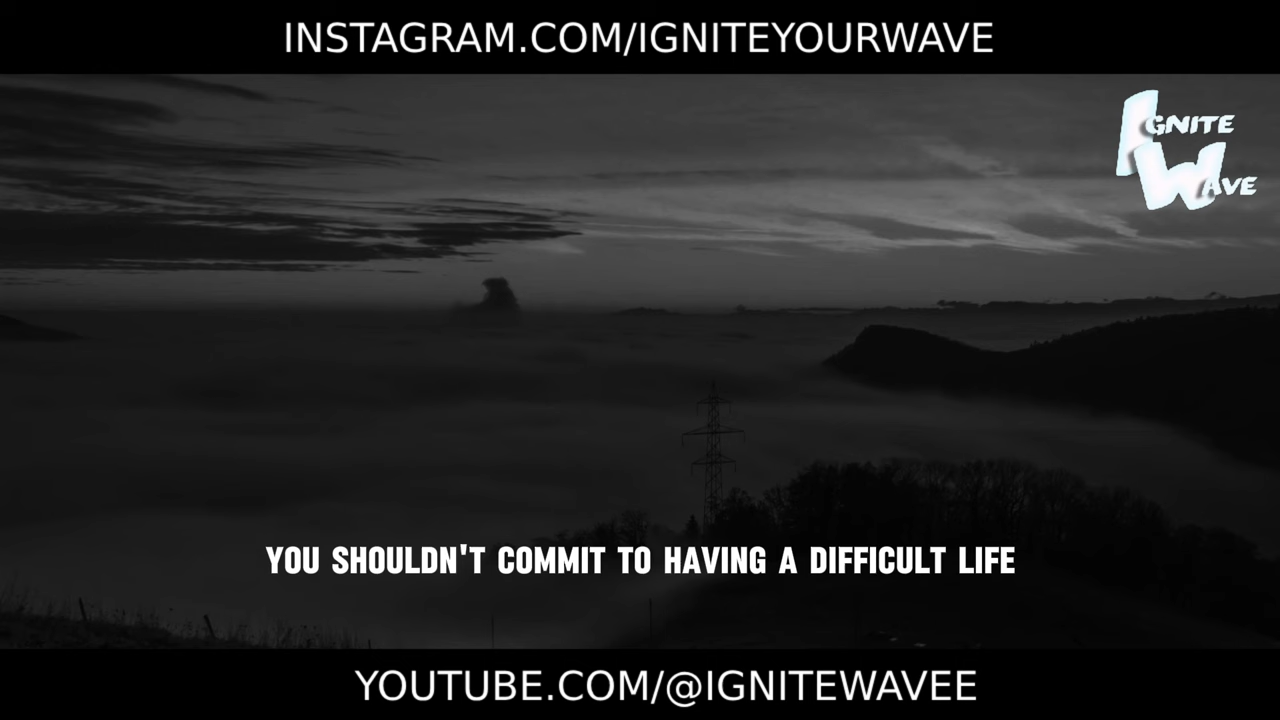 INSTAGRAM.COM/IGNITEYOURWAVE
IGNITE
WAVE
YOU SHOULDN'T COMMIT TO HAVING A DIFFICULT LIFE
YOUTUBE.COM/@IGNITEWAVEE